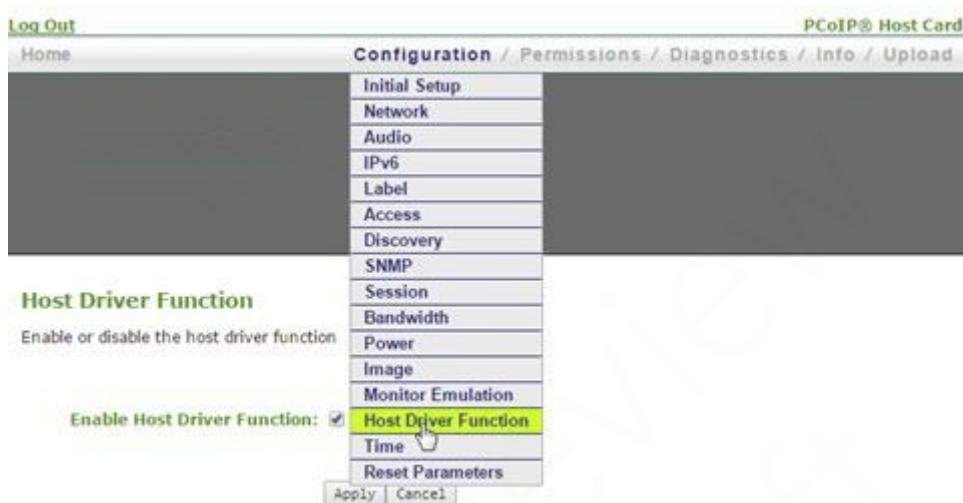 Log Out
PCoIP® Host Card
Home
Configuration / Permissions / Diagnostics / Info / Upload
Initial Setup
Network
Audio
IPv6
Label
Access
Discovery
SNMP
Session
Bandwidth
Power
Image
Monitor Emulation
Host Driver Function
Time
Reset Parameters
Host Driver Function
Enable or disable the host driver function
Enable Host Driver Function:
Apply
Cancel